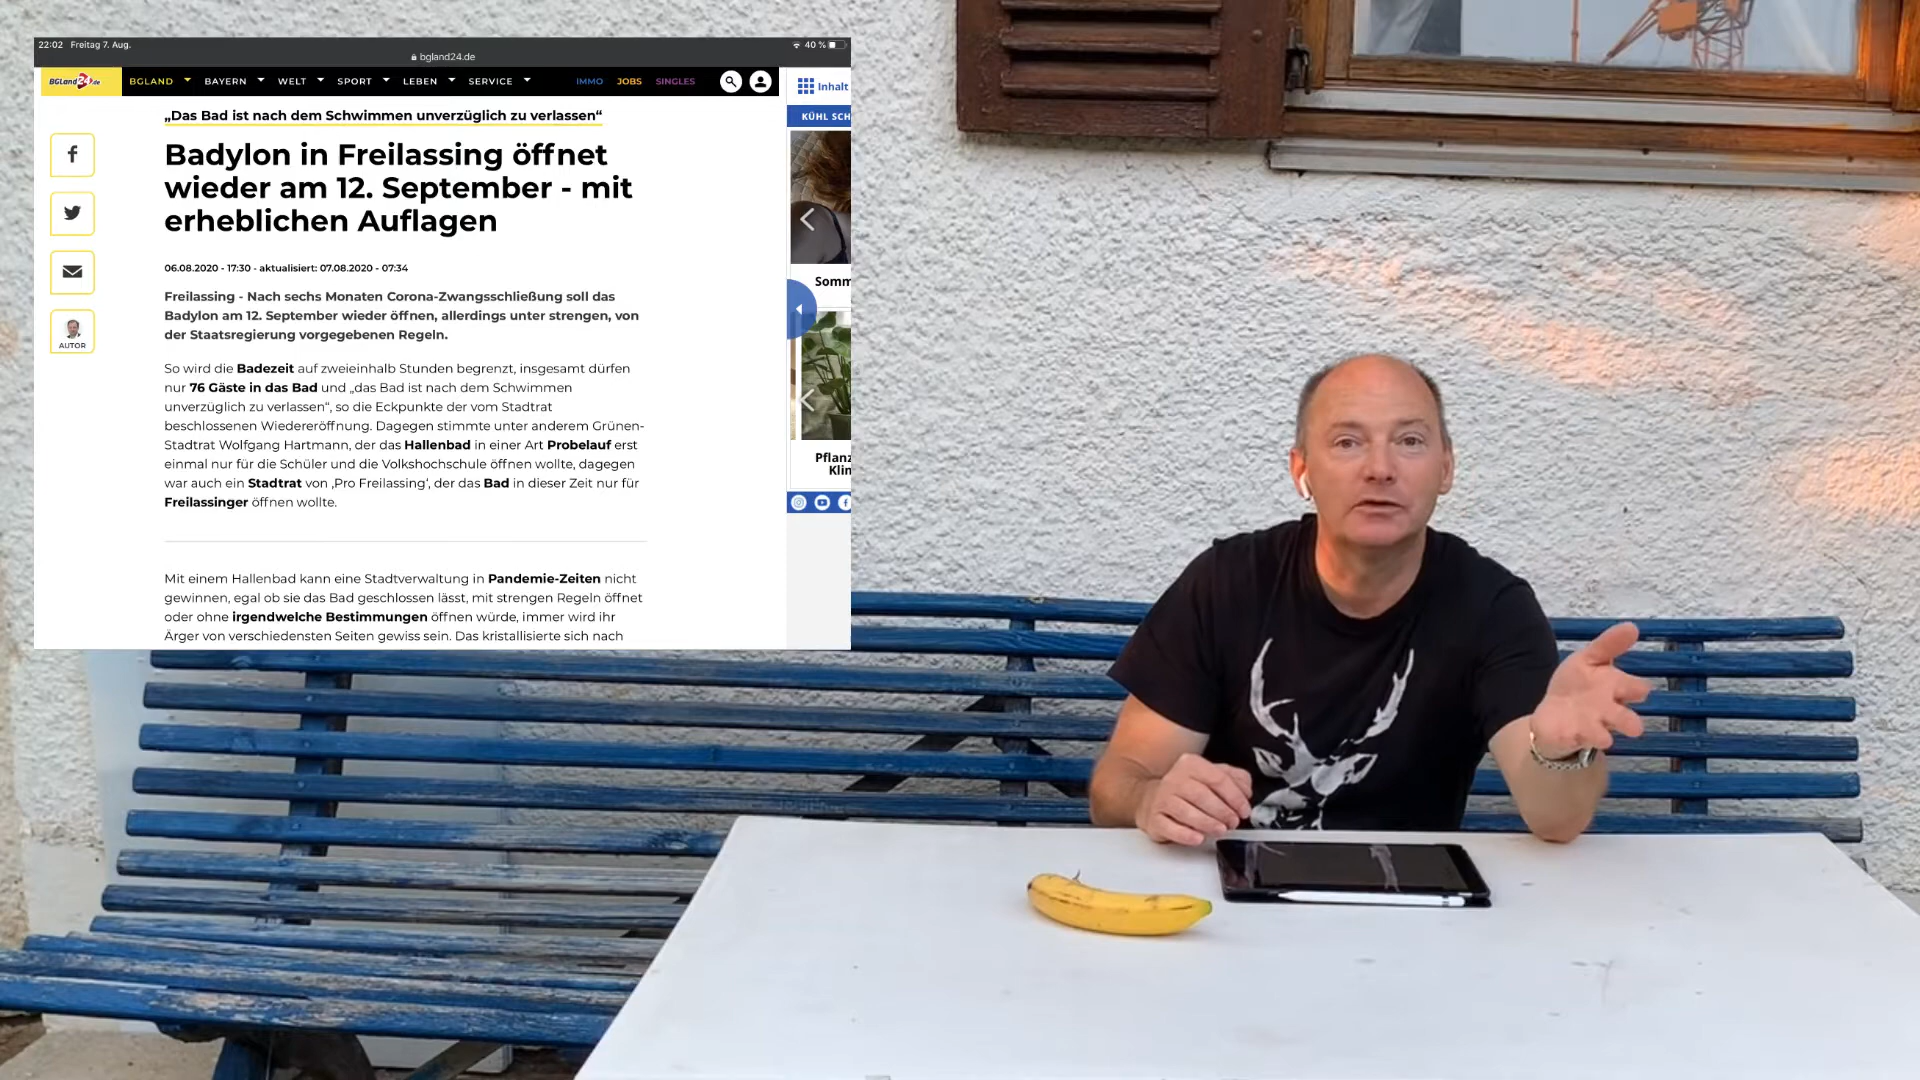 22:02 Freitag 7. Aug.
40 %
bgland24.de
BGLand24.de
BGLAND BAYERN WELT SPORT LEBEN SERVICE IMMO JOBS SINGLES
Inhalt
KÜHL SCH
„Das Bad ist nach dem Schwimmen unverzüglich zu verlassen“
Badylon in Freilassing öffnet
wieder am 12. September - mit
erheblichen Auflagen
06.08.2020 - 17:30 - aktualisiert: 07.08.2020 - 07:34
Freilassing - Nach sechs Monaten Corona-Zwangsschließung soll das
Badylon am 12. September wieder öffnen, allerdings unter strengen, von
der Staatsregierung vorgegebenen Regeln.
AUTOR
So wird die Badezeit auf zweieinhalb Stunden begrenzt, insgesamt dürfen
nur 76 Gäste in das Bad und „das Bad ist nach dem Schwimmen
unverzüglich zu verlassen“, so die Eckpunkte der vom Stadtrat
beschlossenen Wiedereröffnung. Dagegen stimmte unter anderem Grünen-
Stadtrat Wolfgang Hartmann, der das Hallenbad in einer Art Probelauf erst
einmal nur für die Schüler und die Volkshochschule öffnen wollte, dagegen
war auch ein Stadtrat von ‚Pro Freilassing‘, der das Bad in dieser Zeit nur für
Freilassinger öffnen wollte.
Mit einem Hallenbad kann eine Stadtverwaltung in Pandemie-Zeiten nicht
gewinnen, egal ob sie das Bad geschlossen lässt, mit strengen Regeln öffnet
oder ohne irgendwelche Bestimmungen öffnen würde, immer wird ihr
Ärger von verschiedensten Seiten gewiss sein. Das kristallisierte sich nach
Somm
Pflanz
Klin